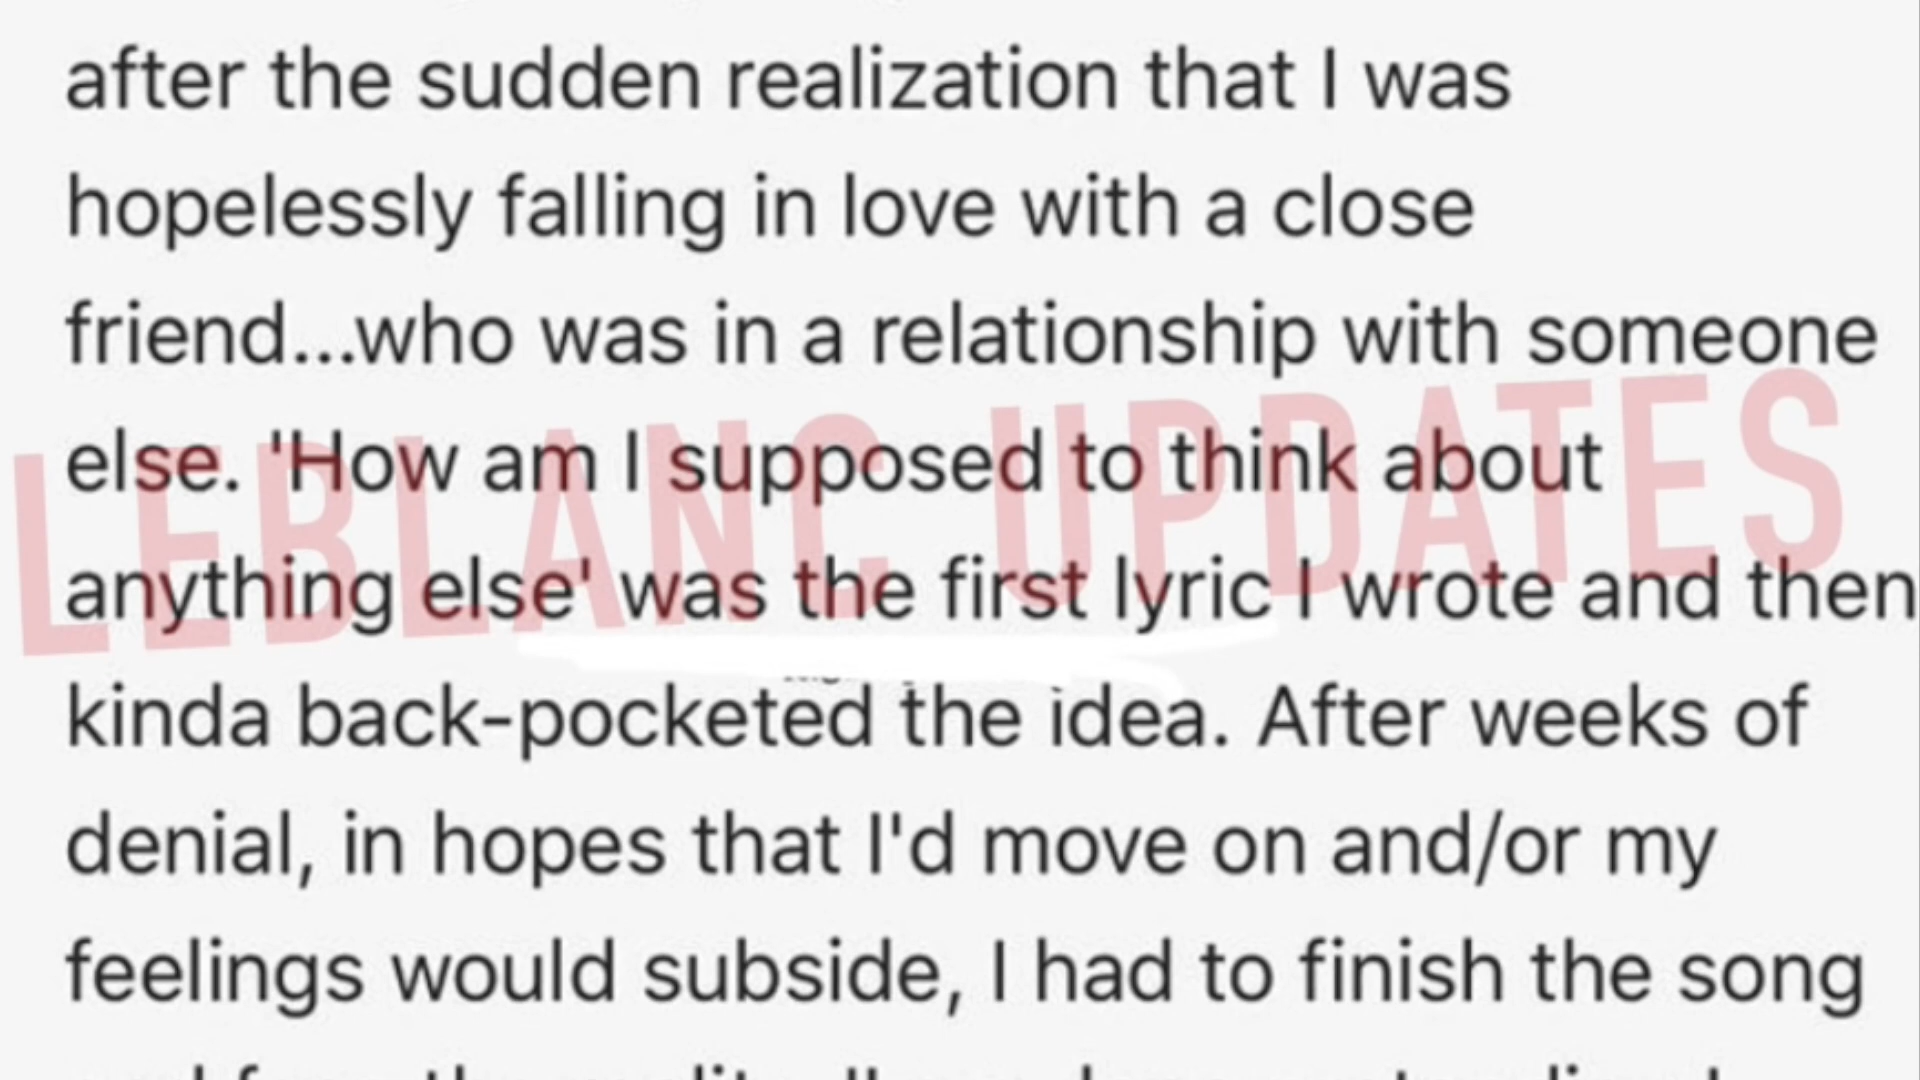 after the sudden realization that I was
hopelessly falling in love with a close
friend...who was in a relationship with someone
else. 'How am I supposed to think about
LEBLANC UPDATES
anything else' was the first lyric I wrote and then
kinda back-pocketed the idea. After weeks of
denial, in hopes that I'd move on and/or my
feelings would subside, I had to finish the song